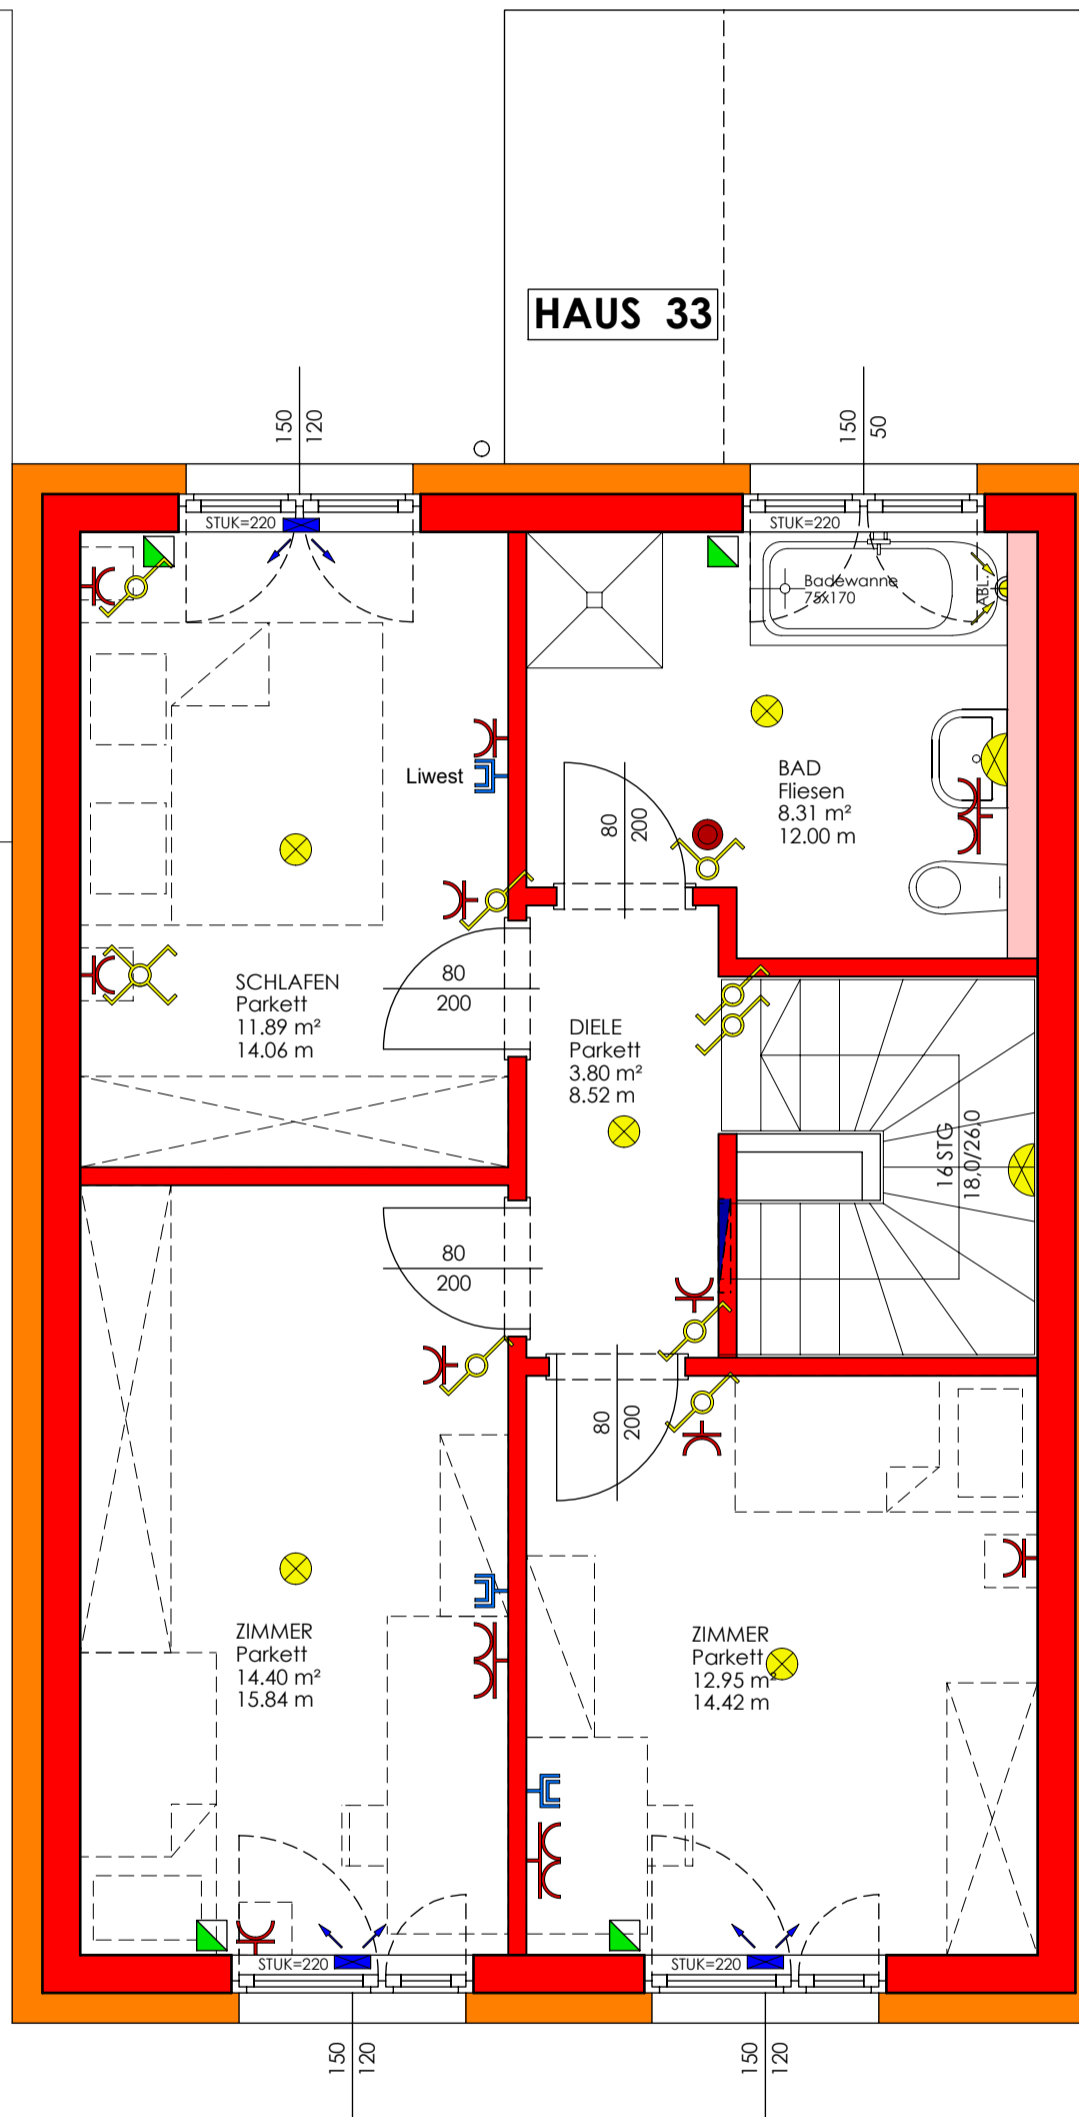 HAUS 33
150
120
150
50
STUK=220
STUK=220
Badewanne
75x170
ABL.
Liwest
BAD
Fliesen
8.31 m²
12.00 m
80
200
SCHLAFEN
Parkett
11.89 m²
14.06 m
80
200
DIELE
Parkett
3.80 m²
8.52 m
16 STG
18,0/26,0
80
200
80
200
ZIMMER
Parkett
14.40 m²
15.84 m
ZIMMER
Parkett
12.95 m²
14.42 m
STUK=220
STUK=220
150
120
150
120